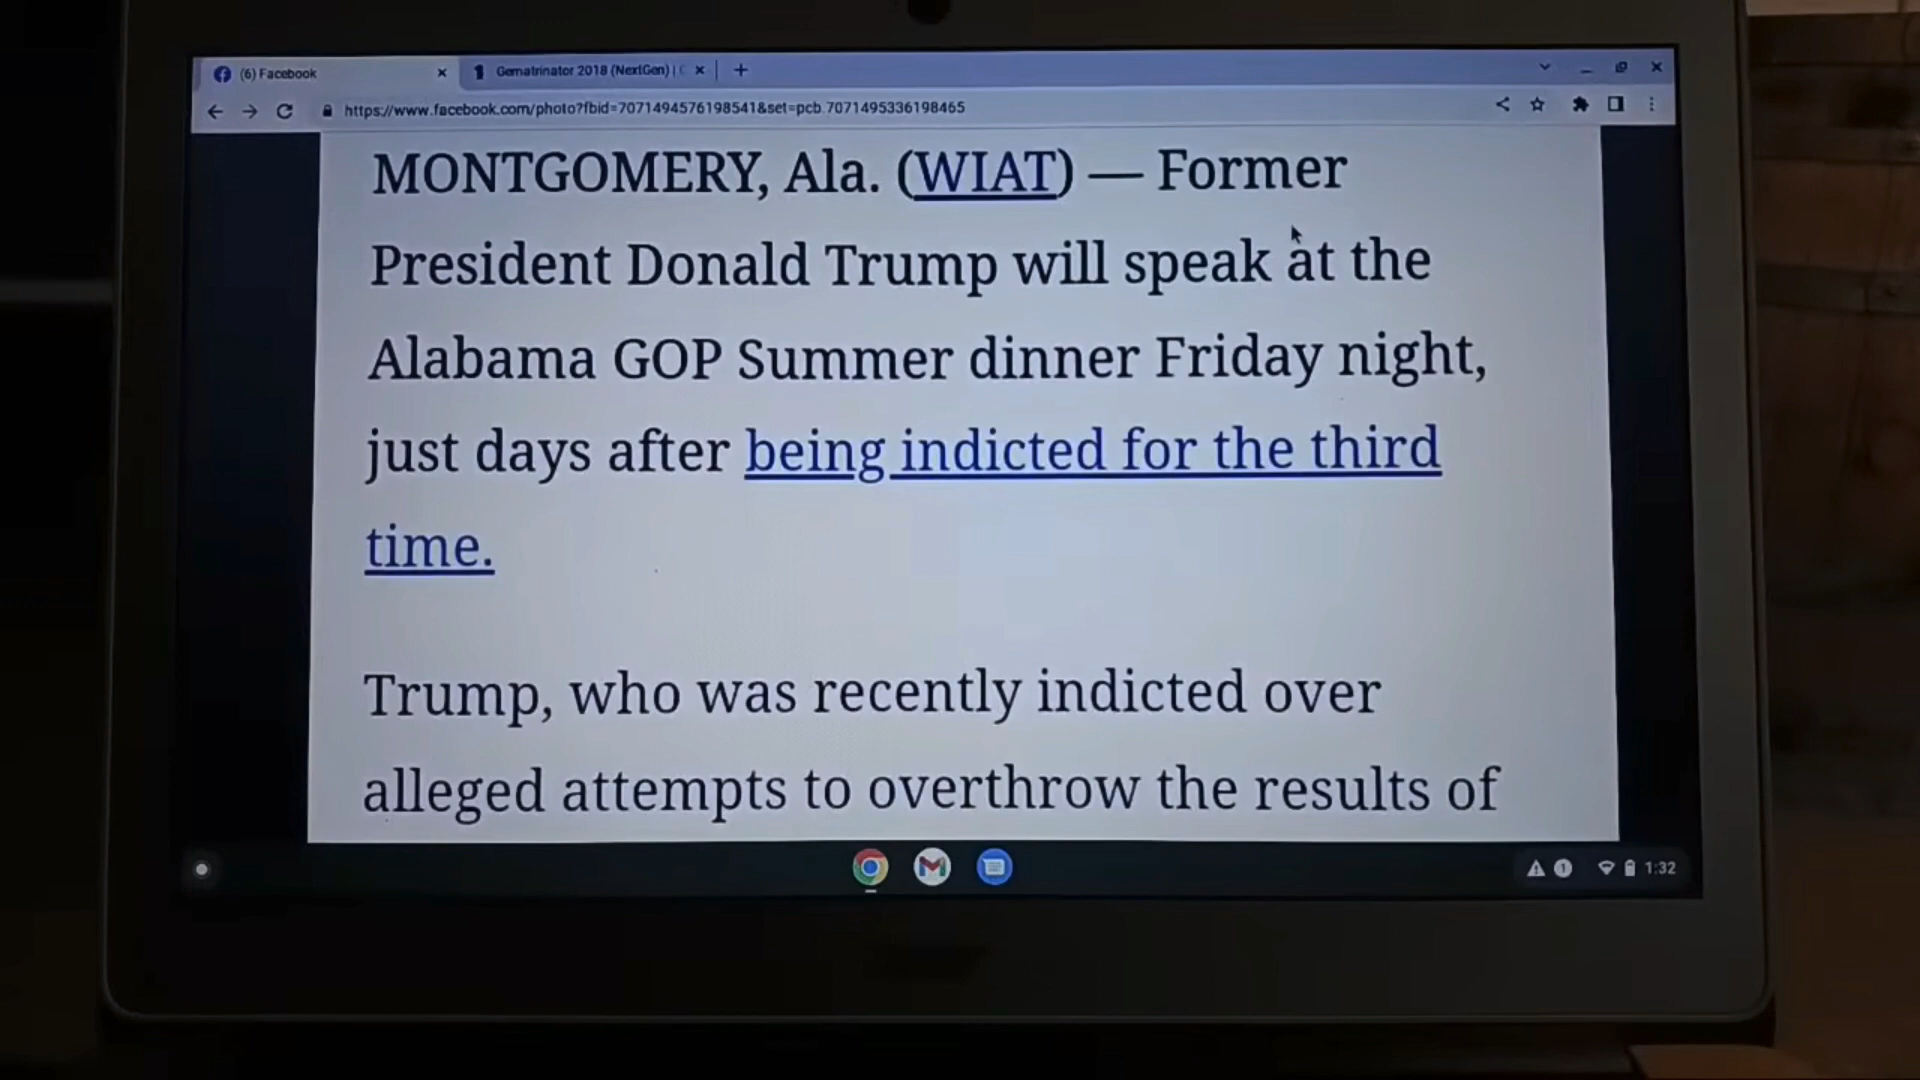 (6) Facebook
Gematrinator 2018 (NextGen) |
https://www.facebook.com/photo?fbid=7071494576198541&set=pcb.7071495336198465
MONTGOMERY, Ala. (WIAT) — Former
President Donald Trump will speak at the
Alabama GOP Summer dinner Friday night,
just days after being indicted for the third
time.
Trump, who was recently indicted over
alleged attempts to overthrow the results of
1:32